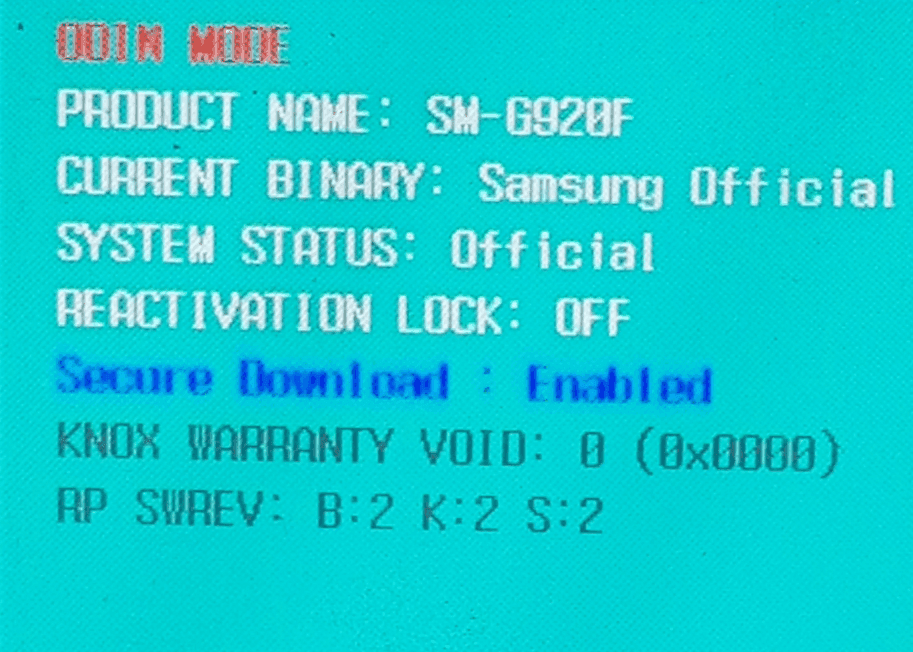 ODIN MODE
PRODUCT NAME: SM-G920F
CURRENT BINARY: Samsung Official
SYSTEM STATUS: Official
REACTIVATION LOCK: OFF
Secure Download : Enabled
KNOX WARRANTY VOID: 0 (0x0000)
RP SWREV: B:2 K:2 S:2